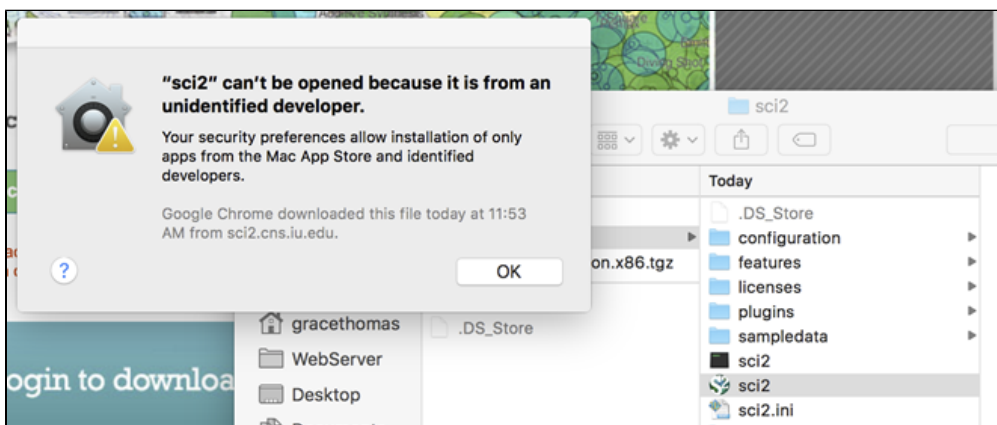 “sci2” can’t be opened because it is from an
unidentified developer.
Your security preferences allow installation of only
apps from the Mac App Store and identified
developers.
Google Chrome downloaded this file today at 11:53
AM from sci2.cns.iu.edu.
?
OK
sci2
Today
.DS_Store
configuration
features
licenses
plugins
sampledata
sci2
sci2
sci2.ini
on.x86.tgz
.DS_Store
gracethomas
WebServer
Desktop
ogin to downloa